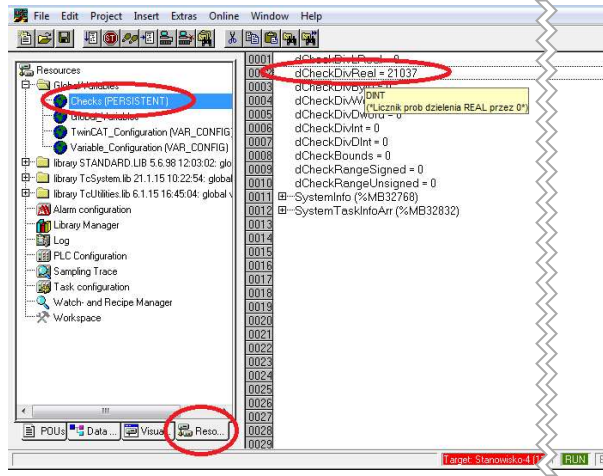 File Edit Project Insert Extras Online Window Help
Resources
Global Variables
Checks (PERSISTENT)
Global_Variables
TwinCAT_Configuration (VAR_CONFIG)
Variable_Configuration (VAR_CONFIG)
library STANDARD.LIB 5.6.98 12:03:02: glo
library TcSystem.lib 21.1.15 10:22:54: global
library TcUtilities.lib 6.1.15 16:45:04: global v
Alarm configuration
Library Manager
Log
PLC Configuration
Sampling Trace
Task configuration
Watch- and Recipe Manager
Workspace
POUs Data ... Visua... Reso...
0001 dCheckDivLReal = 0
0002 dCheckDivReal = 21037
0003
0004
0005 dCheckDivDword = 0
0006 dCheckDivInt = 0
0007 dCheckDivDInt = 0
0008 dCheckBounds = 0
0009 dCheckRangeSigned = 0
0010 dCheckRangeUnsigned = 0
0011 SystemInfo (%MB32768)
0012 SystemTaskInfoArr (%MB32832)
0013
0014
0015
0016
0017
0018
0019
0020
0021
0022
0023
0024
0025
0026
0027
0028
0029
DINT
(*Licznik prob dzielenia REAL przez 0*)
Target: Stanowisko-4 RUN